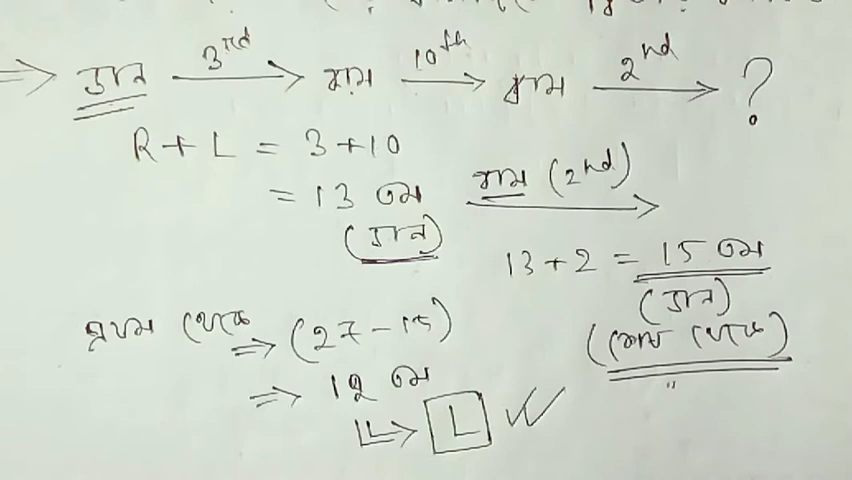 ⇒ ডান 3rd → বাম 10th → বাম 2nd → ?
R + L = 3 + 10
= 13 তম বাম (2nd) →
(ডান)
13 + 2 = 15 তম
(ডান)
(শেষ থেকে)
প্রথম থেকে ⇒ (27 - 15)
⇒ 12 তম
↳ L ✓